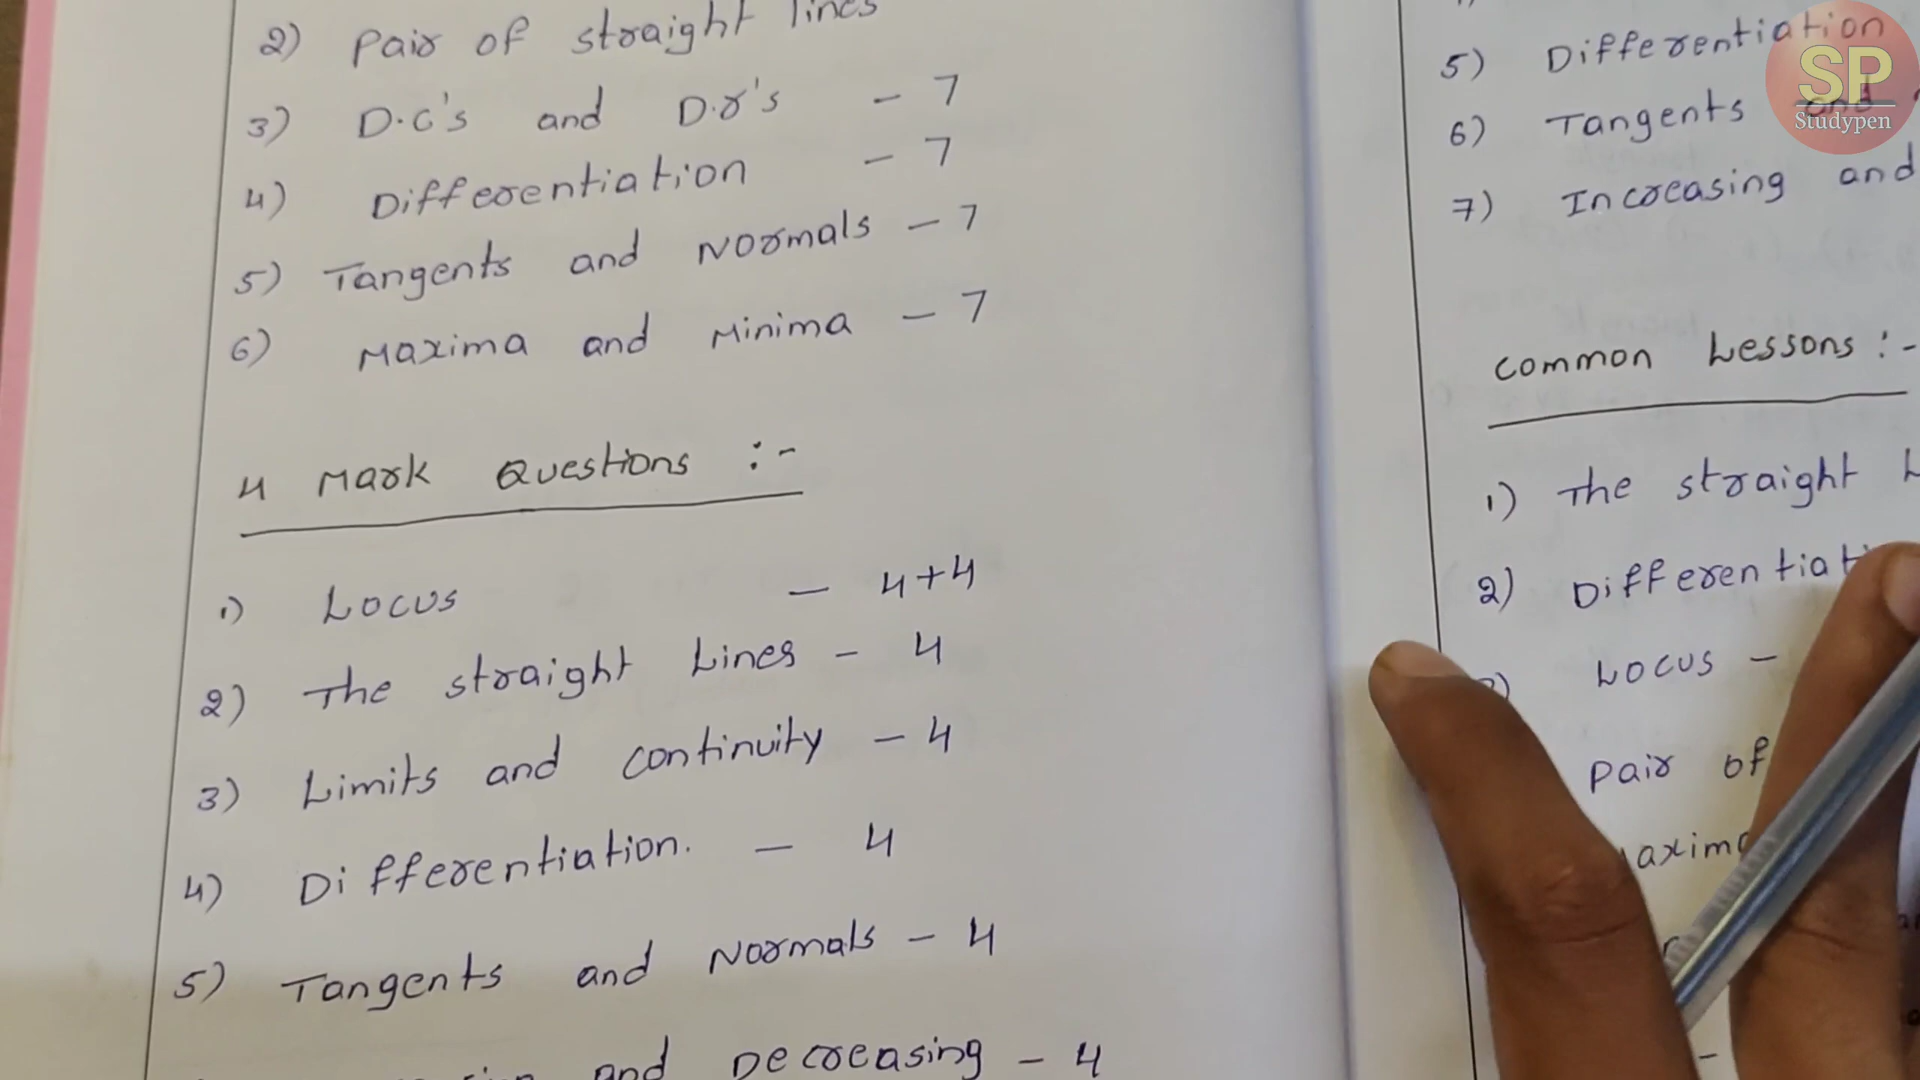 2) Pair of straight lines
3) D.C's and D.r's - 7
4) Differentiation - 7
5) Tangents and Normals - 7
6) Maxima and Minima - 7
4 Mark Questions :-
1) Locus - 4+4
2) The straight Lines - 4
3) Limits and continuity - 4
4) Differentiation. - 4
5) Tangents and Normals - 4
and Decreasing - 4
5) Differentiation
6) Tangents and
7) Increasing and
Common Lessons :-
1) The straight L
2) Differentiati
Locus -
Pair of
axima
SP
Studypen